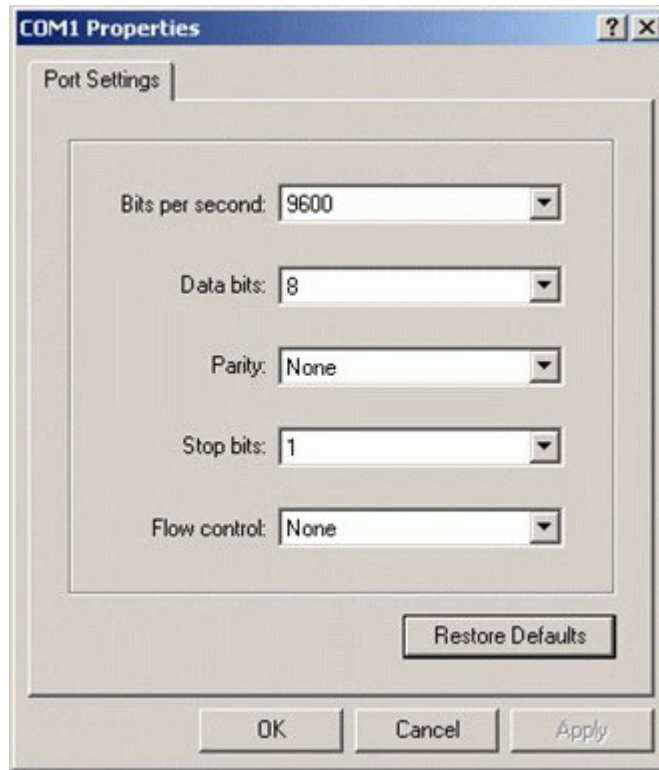 COM1 Properties
Port Settings
Bits per second: 9600
Data bits: 8
Parity: None
Stop bits: 1
Flow control: None
Restore Defaults
OK Cancel Apply